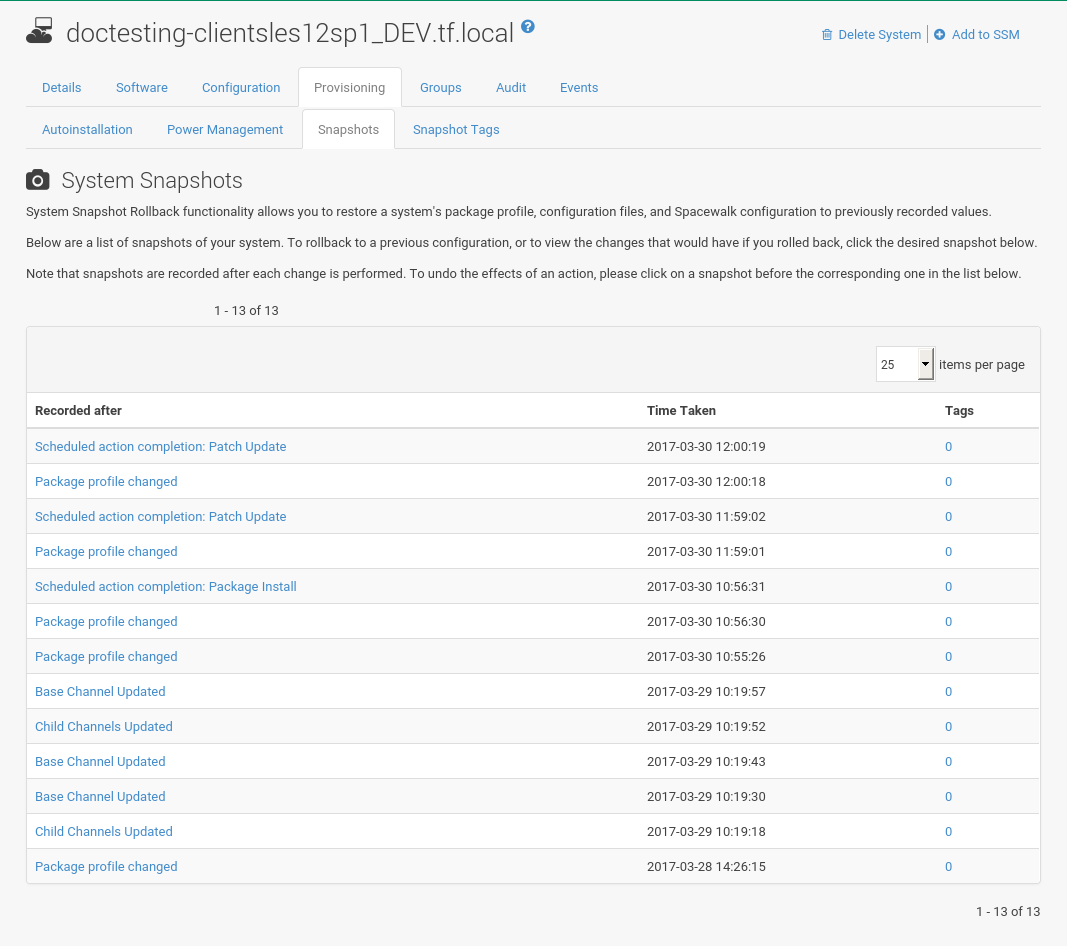 doctesting-clientsles12sp1_DEV.tf.local ?
Delete System | Add to SSM
Details Software Configuration Provisioning Groups Audit Events
Autoinstallation Power Management Snapshots Snapshot Tags
System Snapshots
System Snapshot Rollback functionality allows you to restore a system's package profile, configuration files, and Spacewalk configuration to previously recorded values.
Below are a list of snapshots of your system. To rollback to a previous configuration, or to view the changes that would have if you rolled back, click the desired snapshot below.
Note that snapshots are recorded after each change is performed. To undo the effects of an action, please click on a snapshot before the corresponding one in the list below.
1 - 13 of 13
25 items per page
Recorded after Time Taken Tags
Scheduled action completion: Patch Update 2017-03-30 12:00:19 0
Package profile changed 2017-03-30 12:00:18 0
Scheduled action completion: Patch Update 2017-03-30 11:59:02 0
Package profile changed 2017-03-30 11:59:01 0
Scheduled action completion: Package Install 2017-03-30 10:56:31 0
Package profile changed 2017-03-30 10:56:30 0
Package profile changed 2017-03-30 10:55:26 0
Base Channel Updated 2017-03-29 10:19:57 0
Child Channels Updated 2017-03-29 10:19:52 0
Base Channel Updated 2017-03-29 10:19:43 0
Base Channel Updated 2017-03-29 10:19:30 0
Child Channels Updated 2017-03-29 10:19:18 0
Package profile changed 2017-03-28 14:26:15 0
1 - 13 of 13